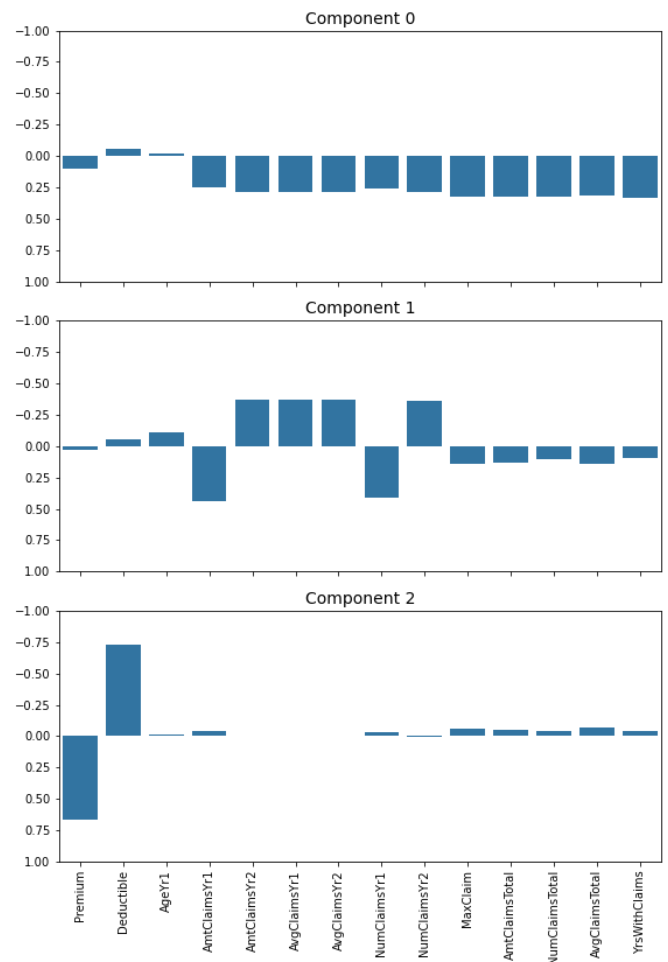 Component 0
−1.00
−0.75
−0.50
−0.25
0.00
0.25
0.50
0.75
1.00
Component 1
−1.00
−0.75
−0.50
−0.25
0.00
0.25
0.50
0.75
1.00
Component 2
−1.00
−0.75
−0.50
−0.25
0.00
0.25
0.50
0.75
1.00
Premium
Deductible
AgeYr1
AmtClaimsYr1
AmtClaimsYr2
AvgClaimsYr1
AvgClaimsYr2
NumClaimsYr1
NumClaimsYr2
MaxClaim
AmtClaimsTotal
NumClaimsTotal
AvgClaimsTotal
YrsWithClaims